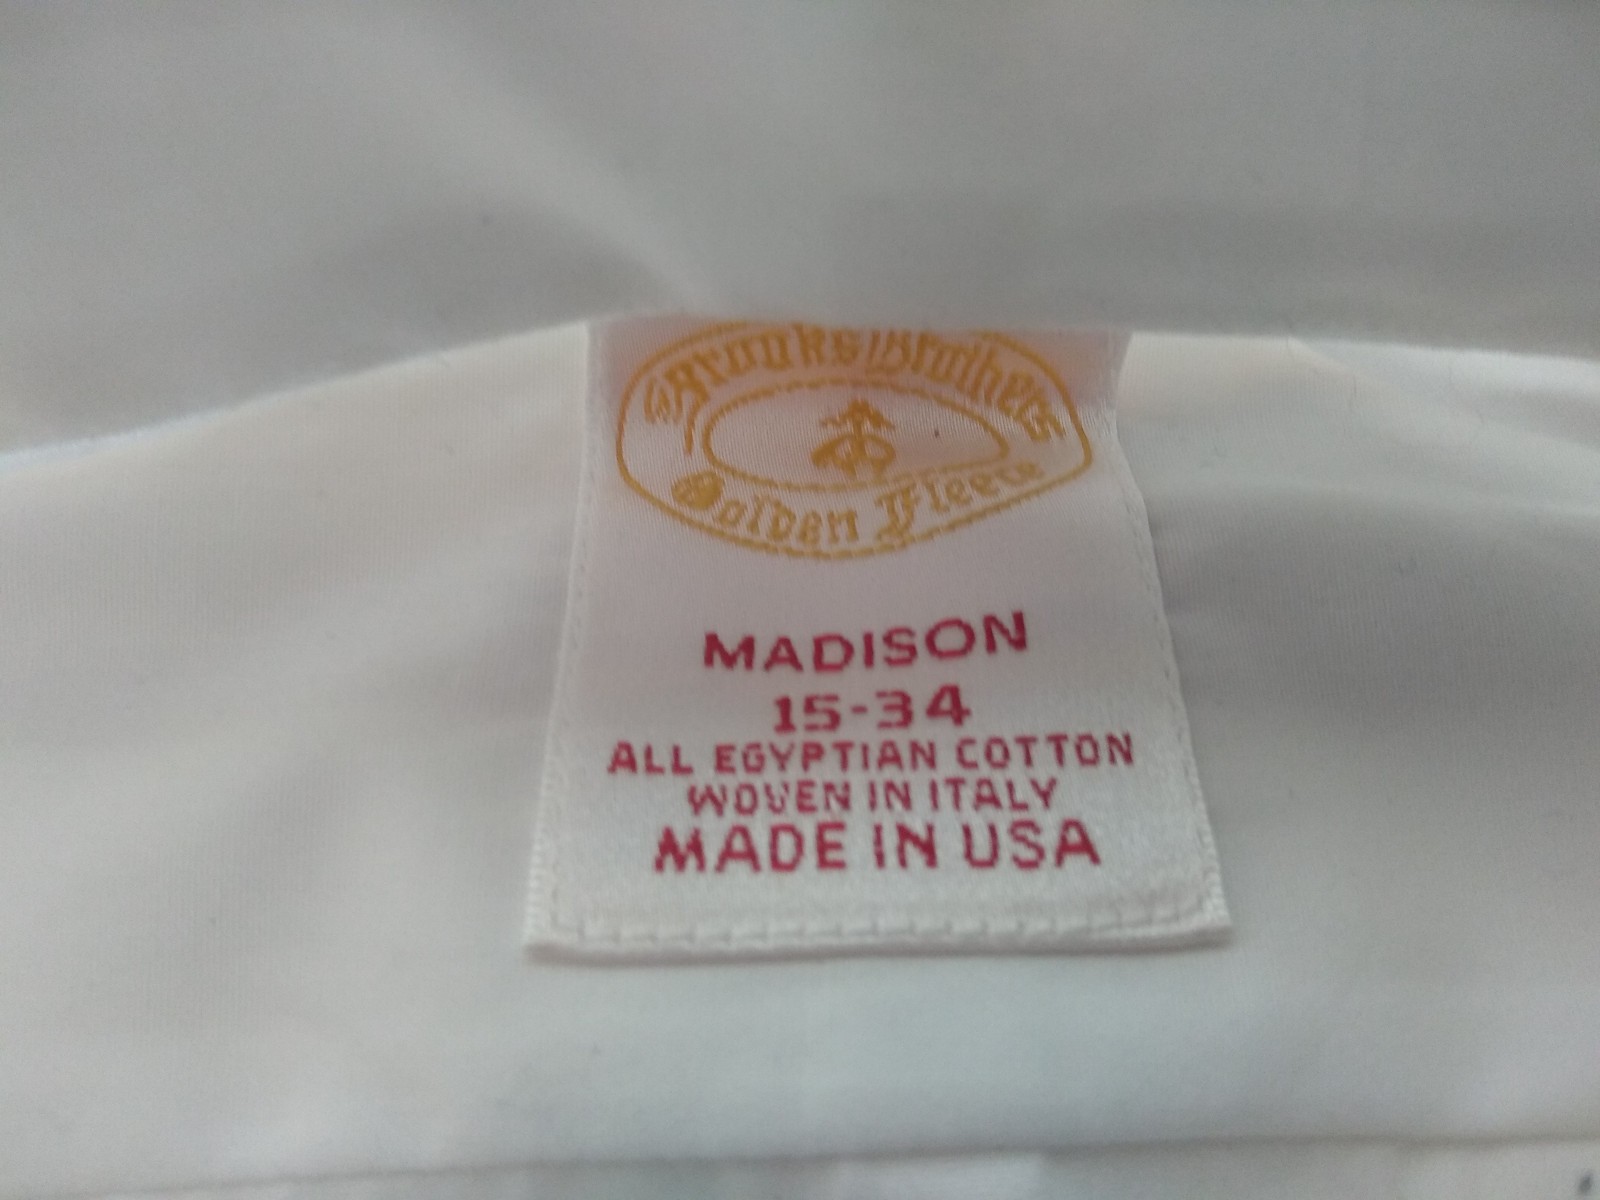 Brooks Brothers
Golden Fleece
MADISON
15-34
ALL EGYPTIAN COTTON
WOVEN IN ITALY
MADE IN USA